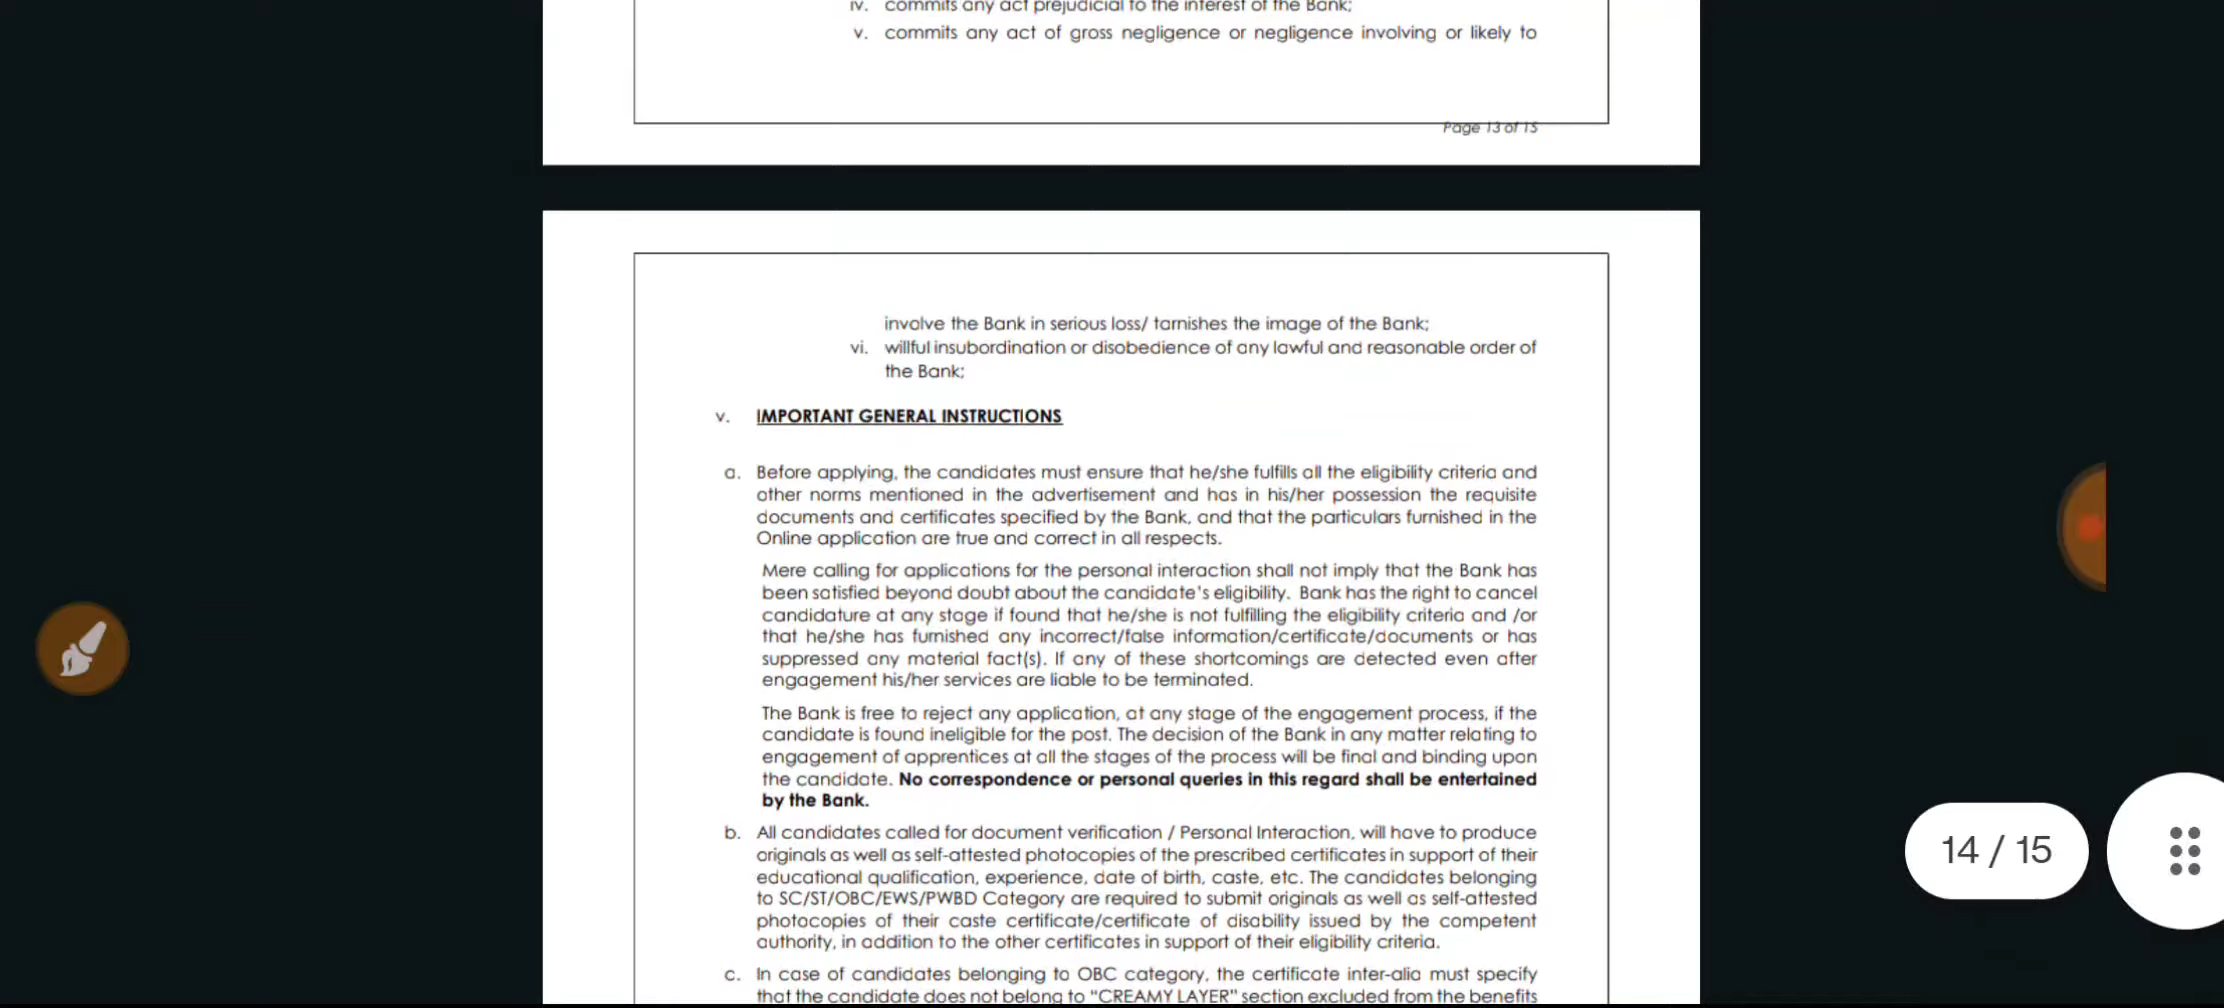 iv. commits any act prejudicial to the interest of the Bank;
v. commits any act of gross negligence or negligence involving or likely to
Page 13 of 15
involve the Bank in serious loss/ tarnishes the image of the Bank;
vi. willful insubordination or disobedience of any lawful and reasonable order of
the Bank;
v. IMPORTANT GENERAL INSTRUCTIONS
a. Before applying, the candidates must ensure that he/she fulfills all the eligibility criteria and
other norms mentioned in the advertisement and has in his/her possession the requisite
documents and certificates specified by the Bank, and that the particulars furnished in the
Online application are true and correct in all respects.
Mere calling for applications for the personal interaction shall not imply that the Bank has
been satisfied beyond doubt about the candidate's eligibility. Bank has the right to cancel
candidature at any stage if found that he/she is not fulfilling the eligibility criteria and /or
that he/she has furnished any incorrect/false information/certificate/documents or has
suppressed any material fact(s). If any of these shortcomings are detected even after
engagement his/her services are liable to be terminated.
The Bank is free to reject any application, at any stage of the engagement process, if the
candidate is found ineligible for the post. The decision of the Bank in any matter relating to
engagement of apprentices at all the stages of the process will be final and binding upon
the candidate. No correspondence or personal queries in this regard shall be entertained
by the Bank.
b. All candidates called for document verification / Personal Interaction, will have to produce
originals as well as self-attested photocopies of the prescribed certificates in support of their
educational qualification, experience, date of birth, caste, etc. The candidates belonging
to SC/ST/OBC/EWS/PWBD Category are required to submit originals as well as self-attested
photocopies of their caste certificate/certificate of disability issued by the competent
authority, in addition to the other certificates in support of their eligibility criteria.
c. In case of candidates belonging to OBC category, the certificate inter-alia must specify
that the candidate does not belong to "CREAMY LAYER" section excluded from the benefits
14 / 15